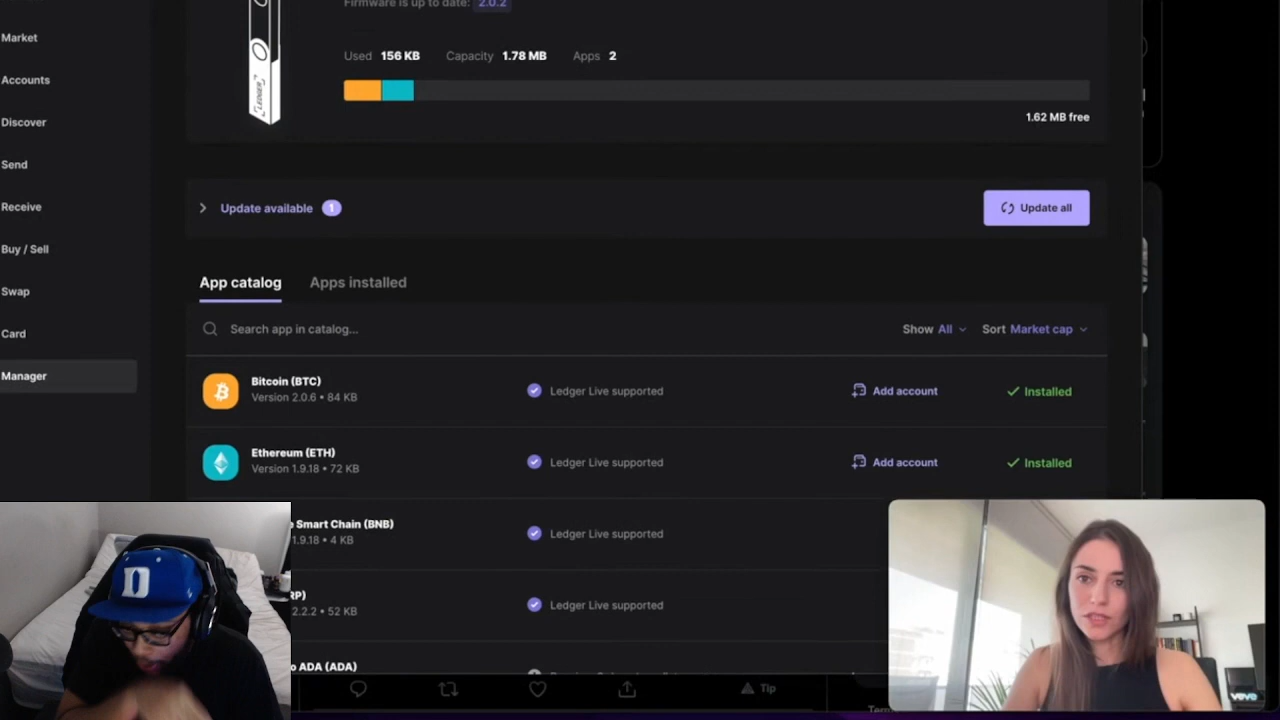 Firmware is up to date: 2.0.2
Market
Used 156 KB Capacity 1.78 MB Apps 2
Accounts
LEDGER
1.62 MB free
Discover
Send
Receive
Update available 1 Update all
Buy / Sell
App catalog Apps installed
Swap
Search app in catalog... Show All Sort Market cap
Card
Manager
Bitcoin (BTC)
Version 2.0.6 • 84 KB
Ledger Live supported Add account Installed
Ethereum (ETH)
Version 1.9.18 • 72 KB
Ledger Live supported Add account Installed
e Smart Chain (BNB)
1.9.18 • 4 KB
Ledger Live supported
RP)
2.2.2 • 52 KB
Ledger Live supported
o ADA (ADA)
D
Tip
veve